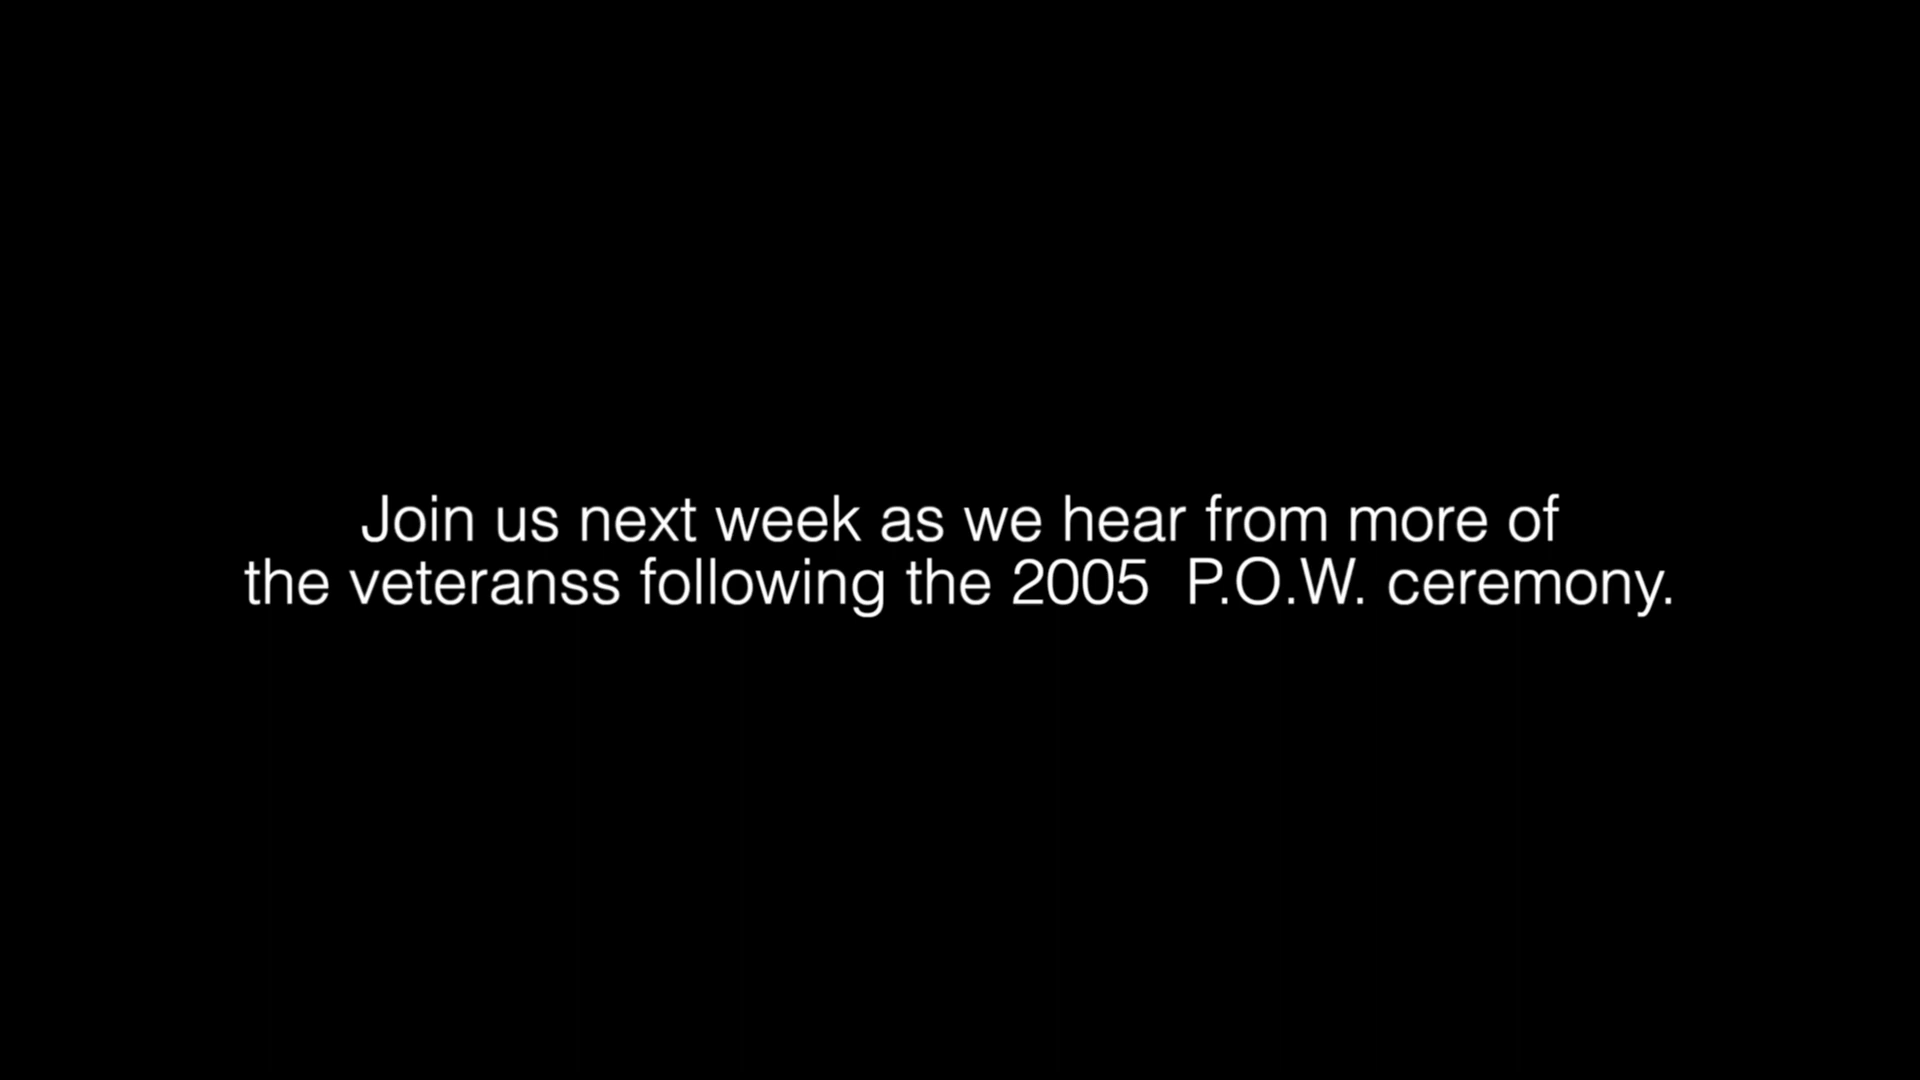 Join us next week as we hear from more of
the veteranss following the 2005  P.O.W. ceremony.